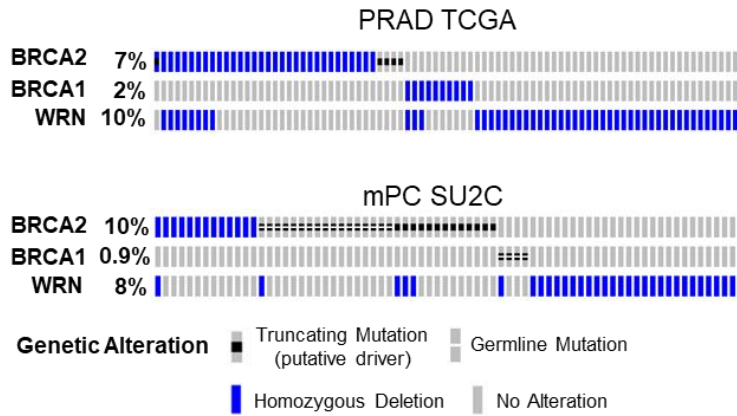 PRAD TCGA
BRCA2 7%
BRCA1 2%
WRN 10%
mPC SU2C
BRCA2 10%
BRCA1 0.9%
WRN 8%
Genetic Alteration
Truncating Mutation
(putative driver)
Germline Mutation
Homozygous Deletion
No Alteration